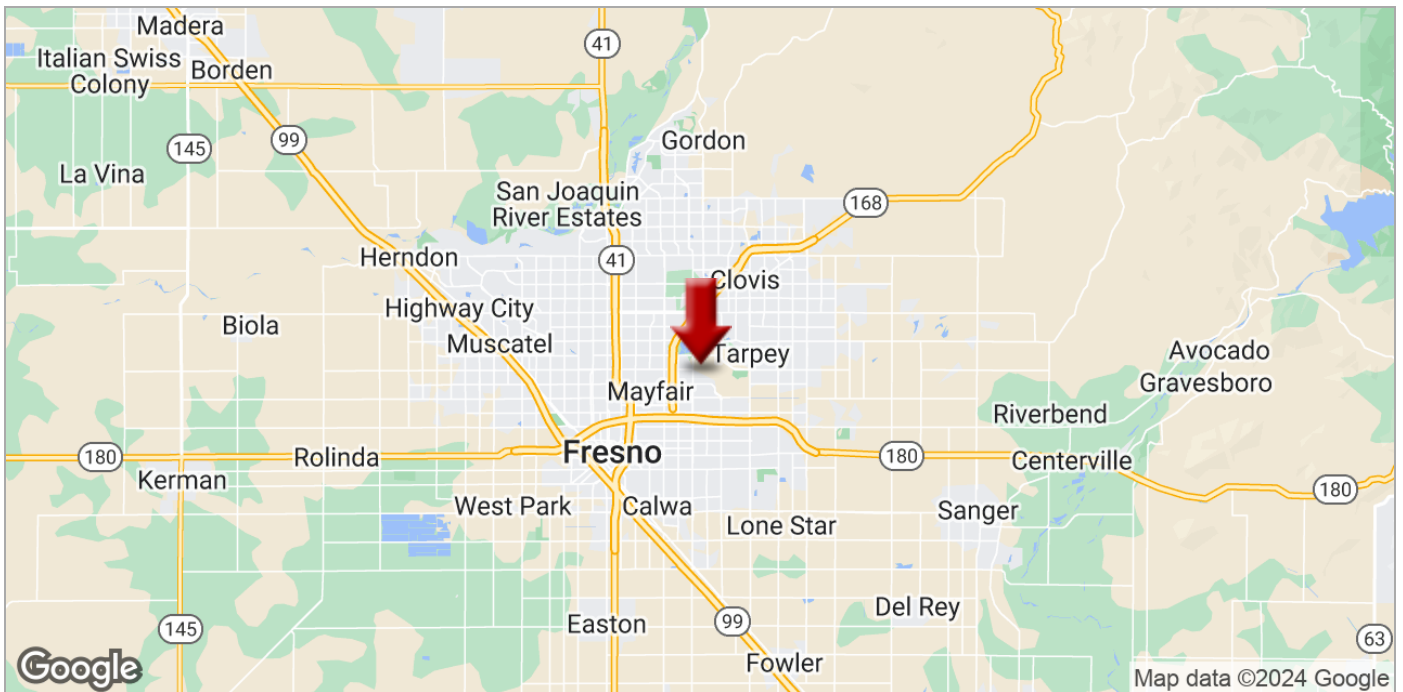 Madera
41
Italian Swiss
Colony
Borden
99
145
Gordon
La Vina
San Joaquin
River Estates
168
Herndon
41
Clovis
Highway City
Biola
Muscatel
Tarpey
Avocado
Mayfair
Gravesboro
Riverbend
180
Rolinda
Fresno
180
Centerville
Kerman
180
West Park
Calwa
Lone Star
Sanger
Del Rey
145
Easton
99
63
Fowler
Google
Map data ©2024 Google